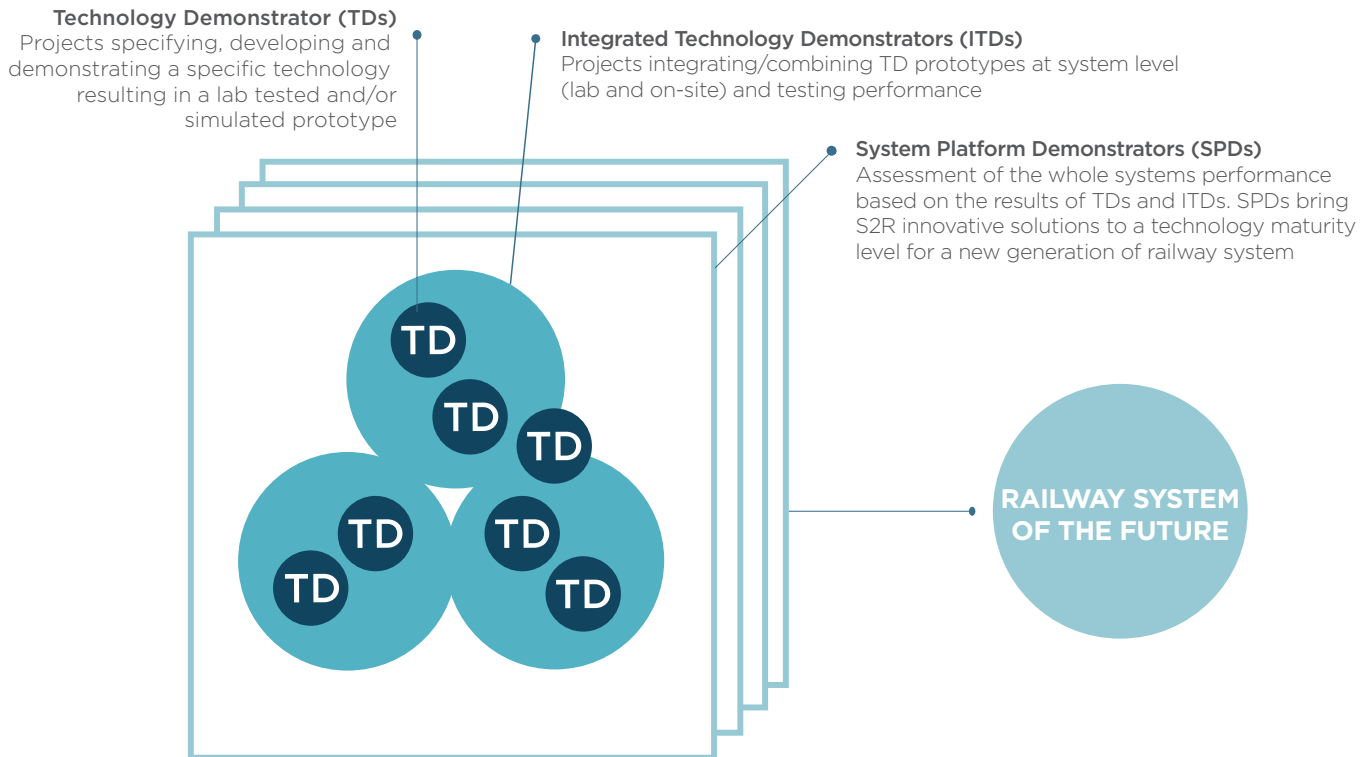 Technology Demonstrator (TDs)
Projects specifying, developing and
demonstrating a specific technology
resulting in a lab tested and/or
simulated prototype
Integrated Technology Demonstrators (ITDs)
Projects integrating/combining TD prototypes at system level
(lab and on-site) and testing performance
System Platform Demonstrators (SPDs)
Assessment of the whole systems performance
based on the results of TDs and ITDs. SPDs bring
S2R innovative solutions to a technology maturity
level for a new generation of railway system
TD
TD
TD
TD
TD
TD
TD
RAILWAY SYSTEM
OF THE FUTURE